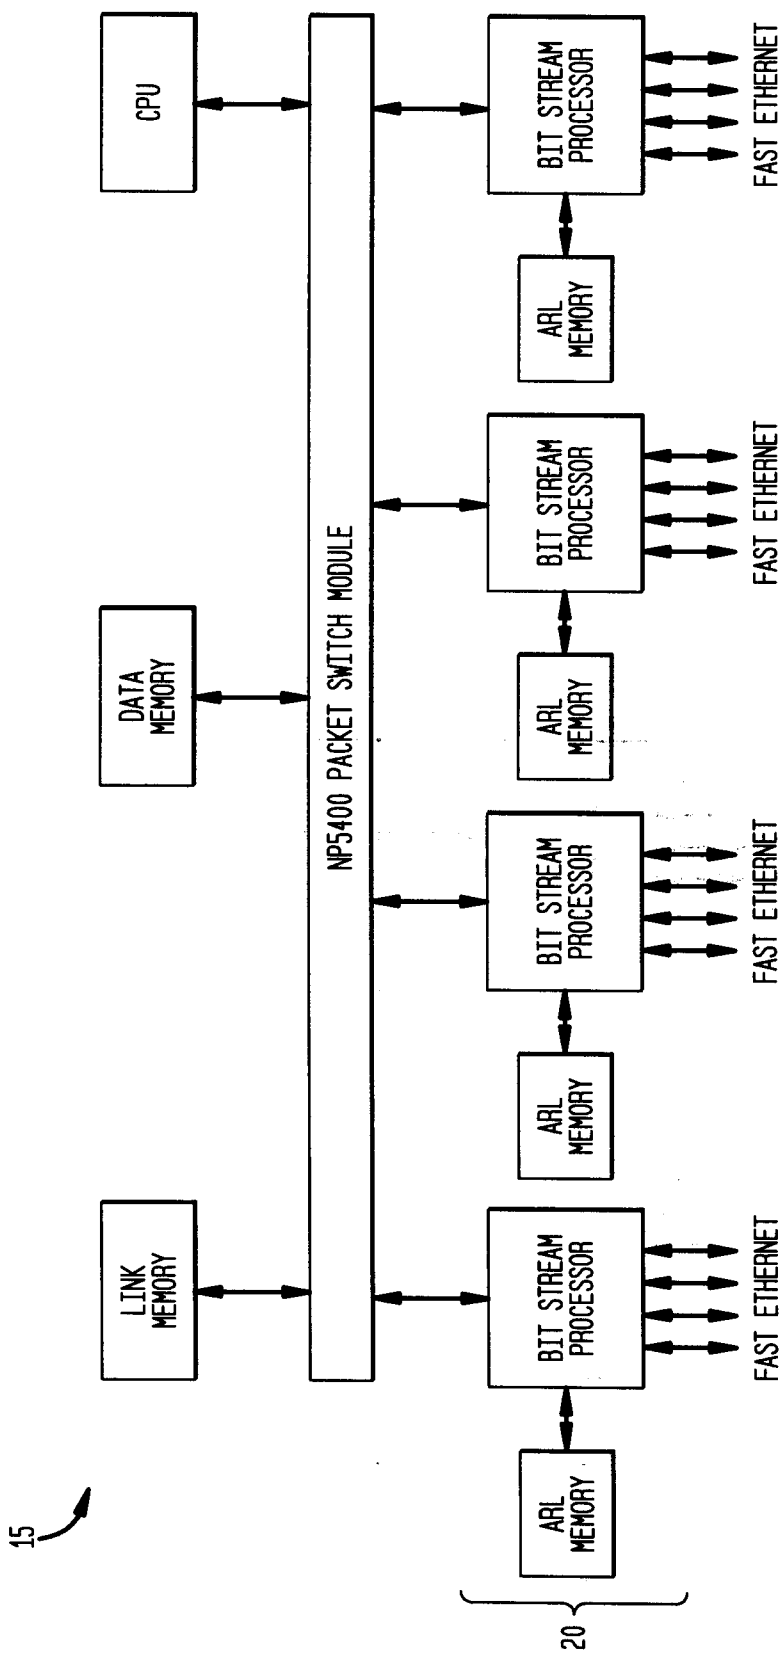 15
LINK
MEMORY
DATA
MEMORY
CPU
NP5400 PACKET SWITCH MODULE
20
ARL
MEMORY
BIT STREAM
PROCESSOR
ARL
MEMORY
BIT STREAM
PROCESSOR
ARL
MEMORY
BIT STREAM
PROCESSOR
ARL
MEMORY
BIT STREAM
PROCESSOR
FAST ETHERNET
FAST ETHERNET
FAST ETHERNET
FAST ETHERNET